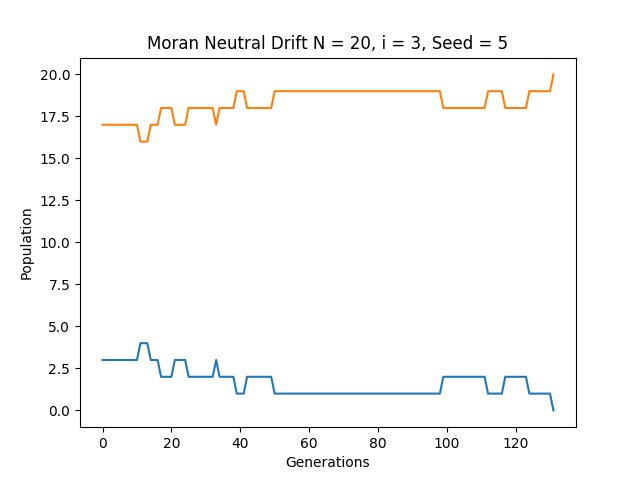 Moran Neutral Drift N = 20, i = 3, Seed = 5
20.0
17.5
15.0
12.5
10.0
7.5
5.0
2.5
0.0
Population
0 20 40 60 80 100 120
Generations